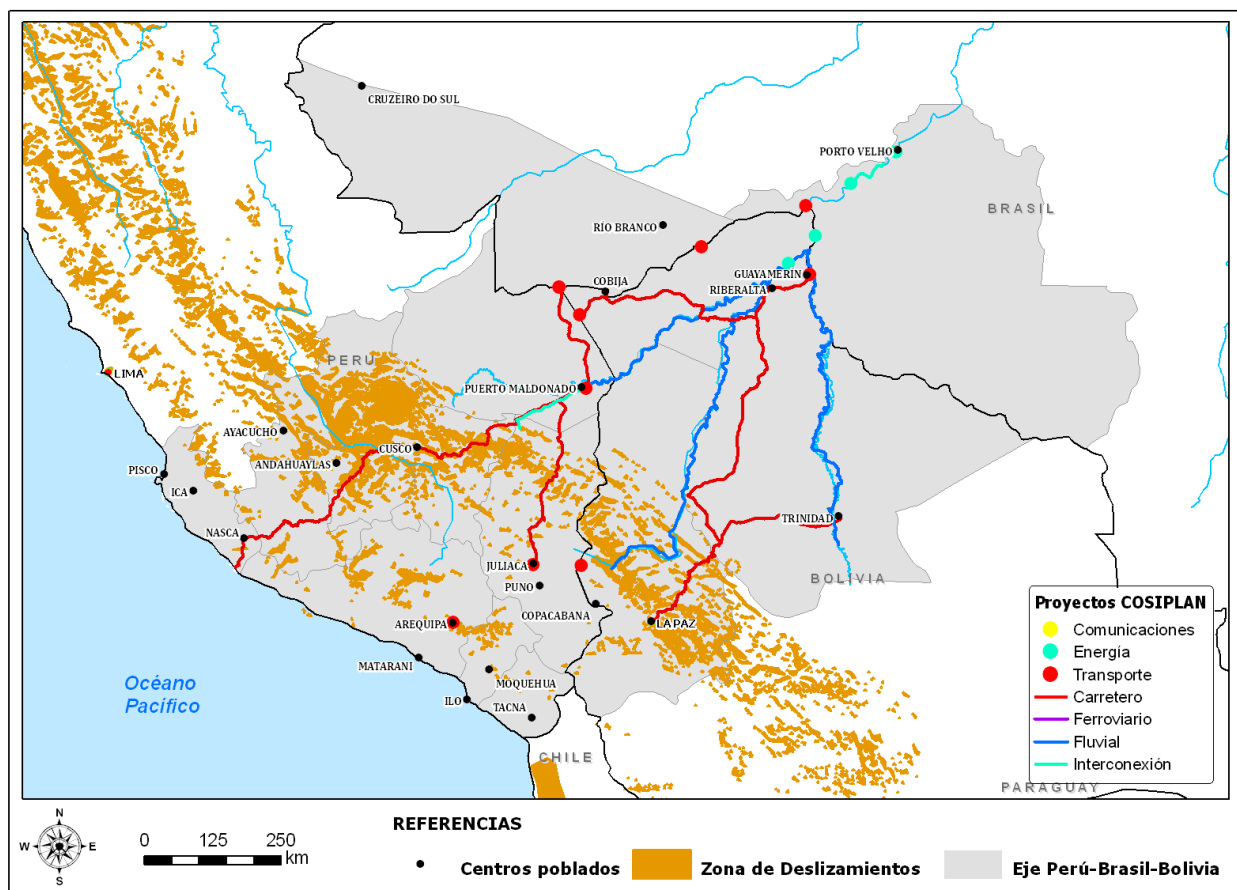 CRUZEIRO DO SUL
PORTO VELHO
BRASIL
RÍO BRANCO
GUAYAMERIN
COBIJA
RIBERALTA
PERU
LIMA
PUERTO MALDONADO
AYACUCHO
CUSCO
ANDAHUAYLAS
PISCO
ICA
NASCA
TRINIDAD
JULIACA
BOLIVIA
PUNO
COPACABANA
LA PAZ
AREQUIPA
MATARANI
MOQUEHUA
ILO
TACNA
Océano
Pacífico
CHILE
PARAGUAY
Proyectos COSIPLAN
Comunicaciones
Energía
Transporte
Carretero
Ferroviario
Fluvial
Interconexión
N
W E
S
0 125 250
km
REFERENCIAS
Centros poblados Zona de Deslizamientos Eje Perú-Brasil-Bolivia